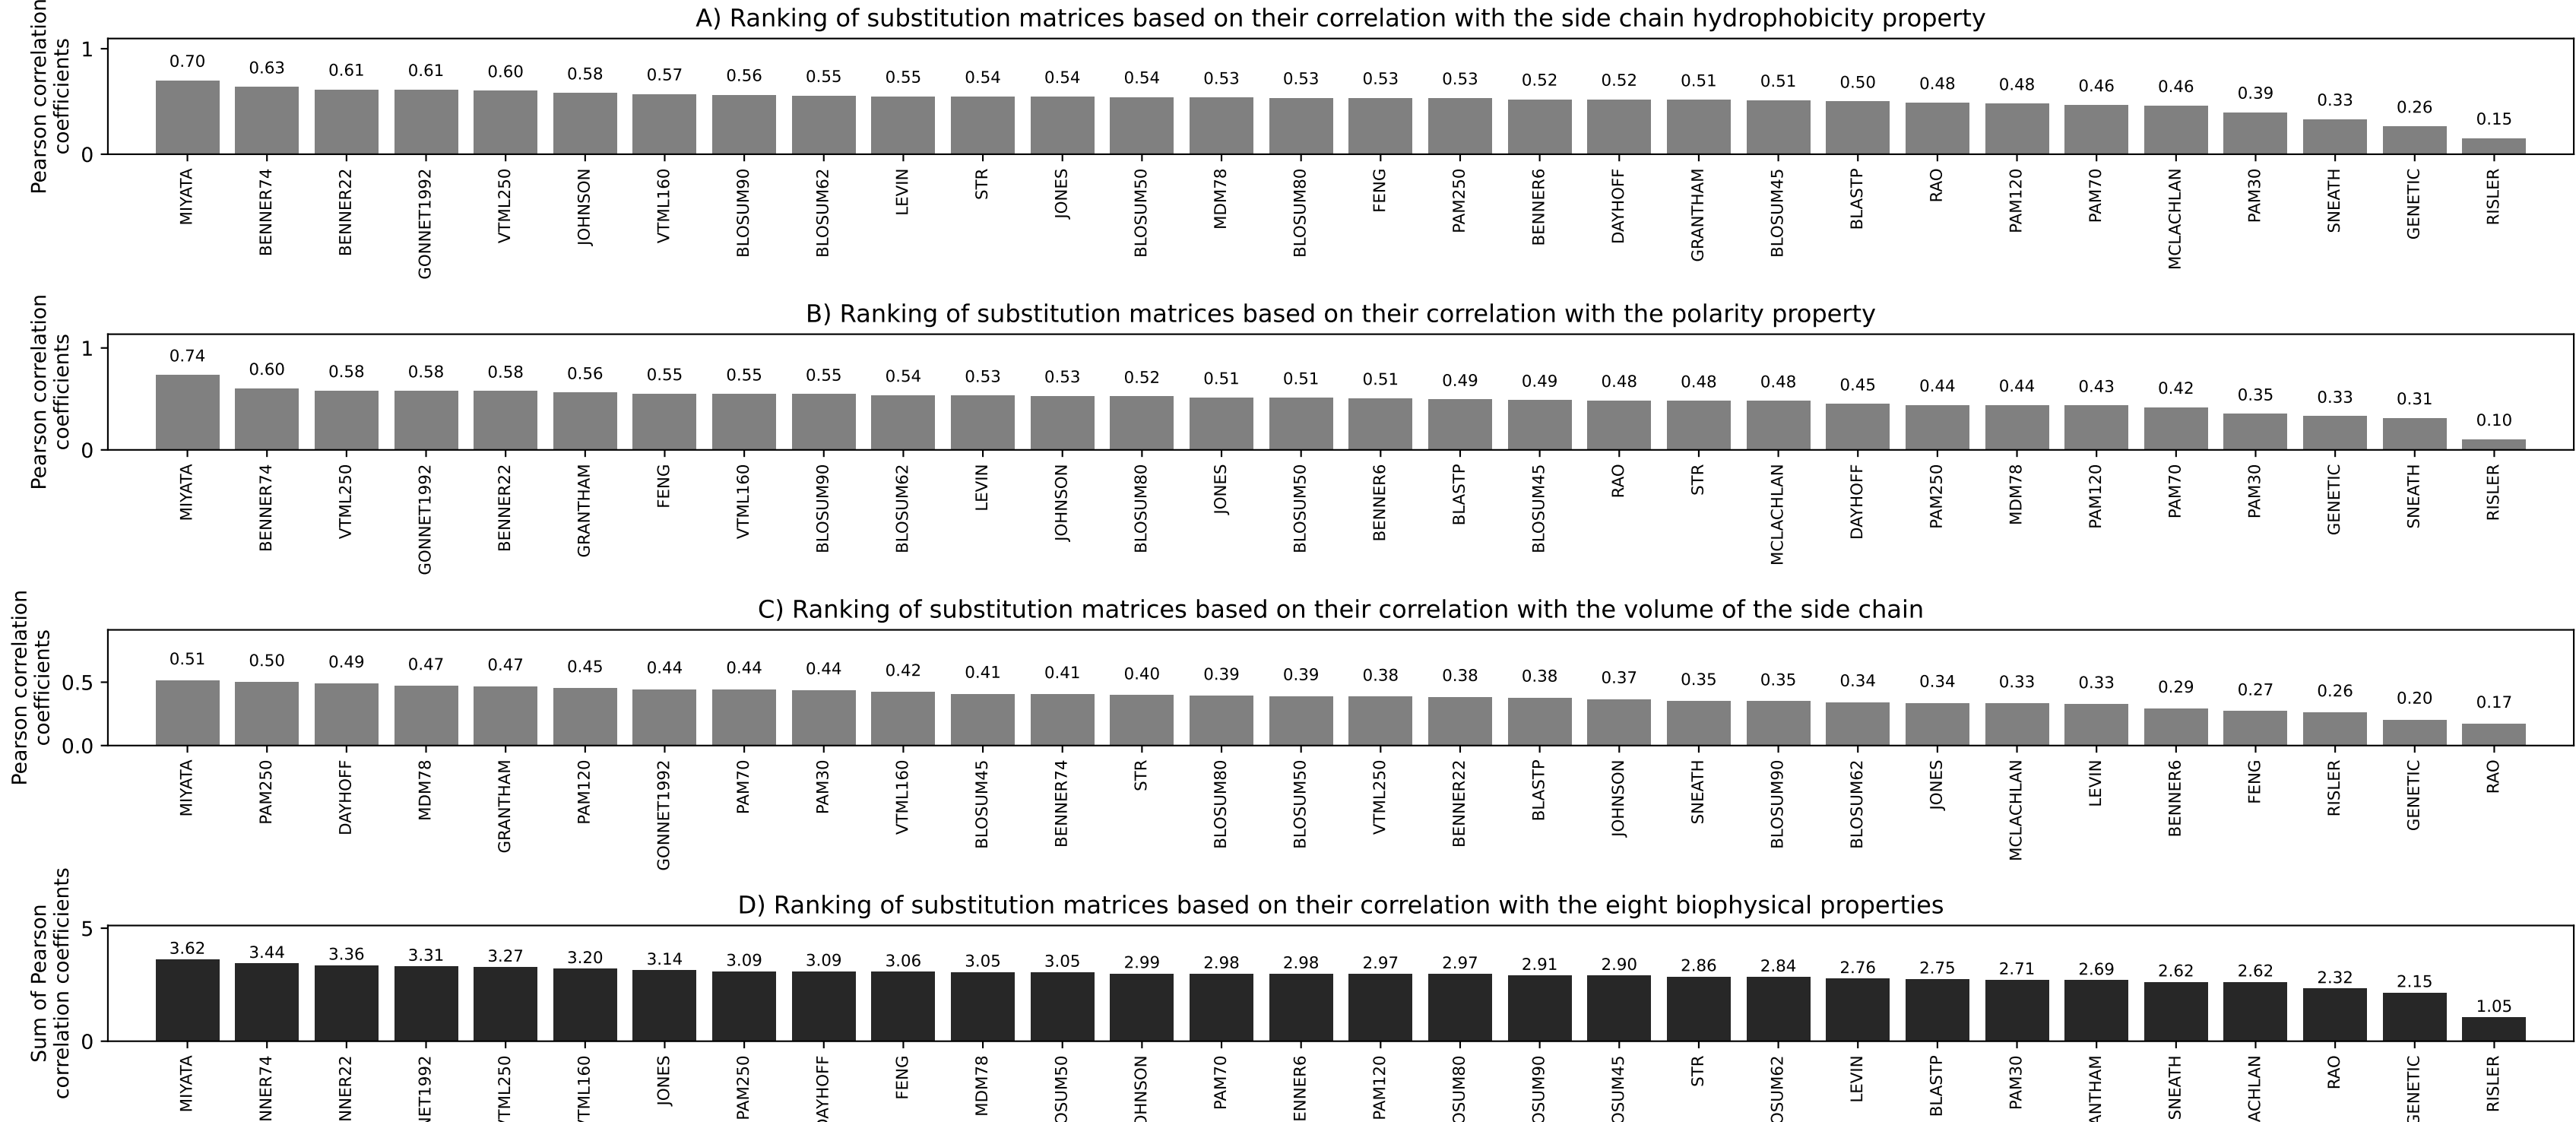 A) Ranking of substitution matrices based on their correlation with the side chain hydrophobicity property
Pearson correlation
coefficients
1
0
0.70 0.63 0.61 0.61 0.60 0.58 0.57 0.56 0.55 0.55 0.54 0.54 0.54 0.53 0.53 0.53 0.53 0.52 0.52 0.51 0.51 0.50 0.48 0.48 0.46 0.46 0.39 0.33 0.26 0.15
MIYATA BENNER74 BENNER22 GONNET1992 VTML250 JOHNSON VTML160 BLOSUM90 BLOSUM62 LEVIN STR JONES BLOSUM50 MDM78 BLOSUM80 FENG PAM250 BENNER6 DAYHOFF GRANTHAM BLOSUM45 BLASTP RAO PAM120 PAM70 MCLACHLAN PAM30 SNEATH GENETIC RISLER
B) Ranking of substitution matrices based on their correlation with the polarity property
Pearson correlation
coefficients
1
0
0.74 0.60 0.58 0.58 0.58 0.56 0.55 0.55 0.55 0.54 0.53 0.53 0.52 0.51 0.51 0.51 0.49 0.49 0.48 0.48 0.48 0.45 0.44 0.44 0.43 0.42 0.35 0.33 0.31 0.10
MIYATA BENNER74 VTML250 GONNET1992 BENNER22 GRANTHAM FENG VTML160 BLOSUM90 BLOSUM62 LEVIN JOHNSON BLOSUM80 JONES BLOSUM50 BENNER6 BLASTP BLOSUM45 RAO STR MCLACHLAN DAYHOFF PAM250 MDM78 PAM120 PAM70 PAM30 GENETIC SNEATH RISLER
C) Ranking of substitution matrices based on their correlation with the volume of the side chain
Pearson correlation
coefficients
0.5
0.0
0.51 0.50 0.49 0.47 0.47 0.45 0.44 0.44 0.44 0.42 0.41 0.41 0.40 0.39 0.39 0.38 0.38 0.38 0.37 0.35 0.35 0.34 0.34 0.33 0.33 0.29 0.27 0.26 0.20 0.17
MIYATA PAM250 DAYHOFF MDM78 GRANTHAM PAM120 GONNET1992 PAM70 PAM30 VTML160 BLOSUM45 BENNER74 STR BLOSUM80 BLOSUM50 VTML250 BENNER22 BLASTP JOHNSON SNEATH BLOSUM90 BLOSUM62 JONES MCLACHLAN LEVIN BENNER6 FENG RISLER GENETIC RAO
D) Ranking of substitution matrices based on their correlation with the eight biophysical properties
Sum of Pearson
correlation coefficients
5
0
3.62 3.44 3.36 3.31 3.27 3.20 3.14 3.09 3.09 3.06 3.05 3.05 2.99 2.98 2.98 2.97 2.97 2.91 2.90 2.86 2.84 2.76 2.75 2.71 2.69 2.62 2.62 2.32 2.15 1.05
MIYATA NNER74 NNER22 NET1992 VTML250 VTML160 JONES PAM250 DAYHOFF FENG MDM78 OSUM50 OHNSON PAM70 ENNER6 PAM120 OSUM80 OSUM90 OSUM45 STR OSUM62 LEVIN BLASTP PAM30 ANTHAM SNEATH ACHLAN RAO GENETIC RISLER